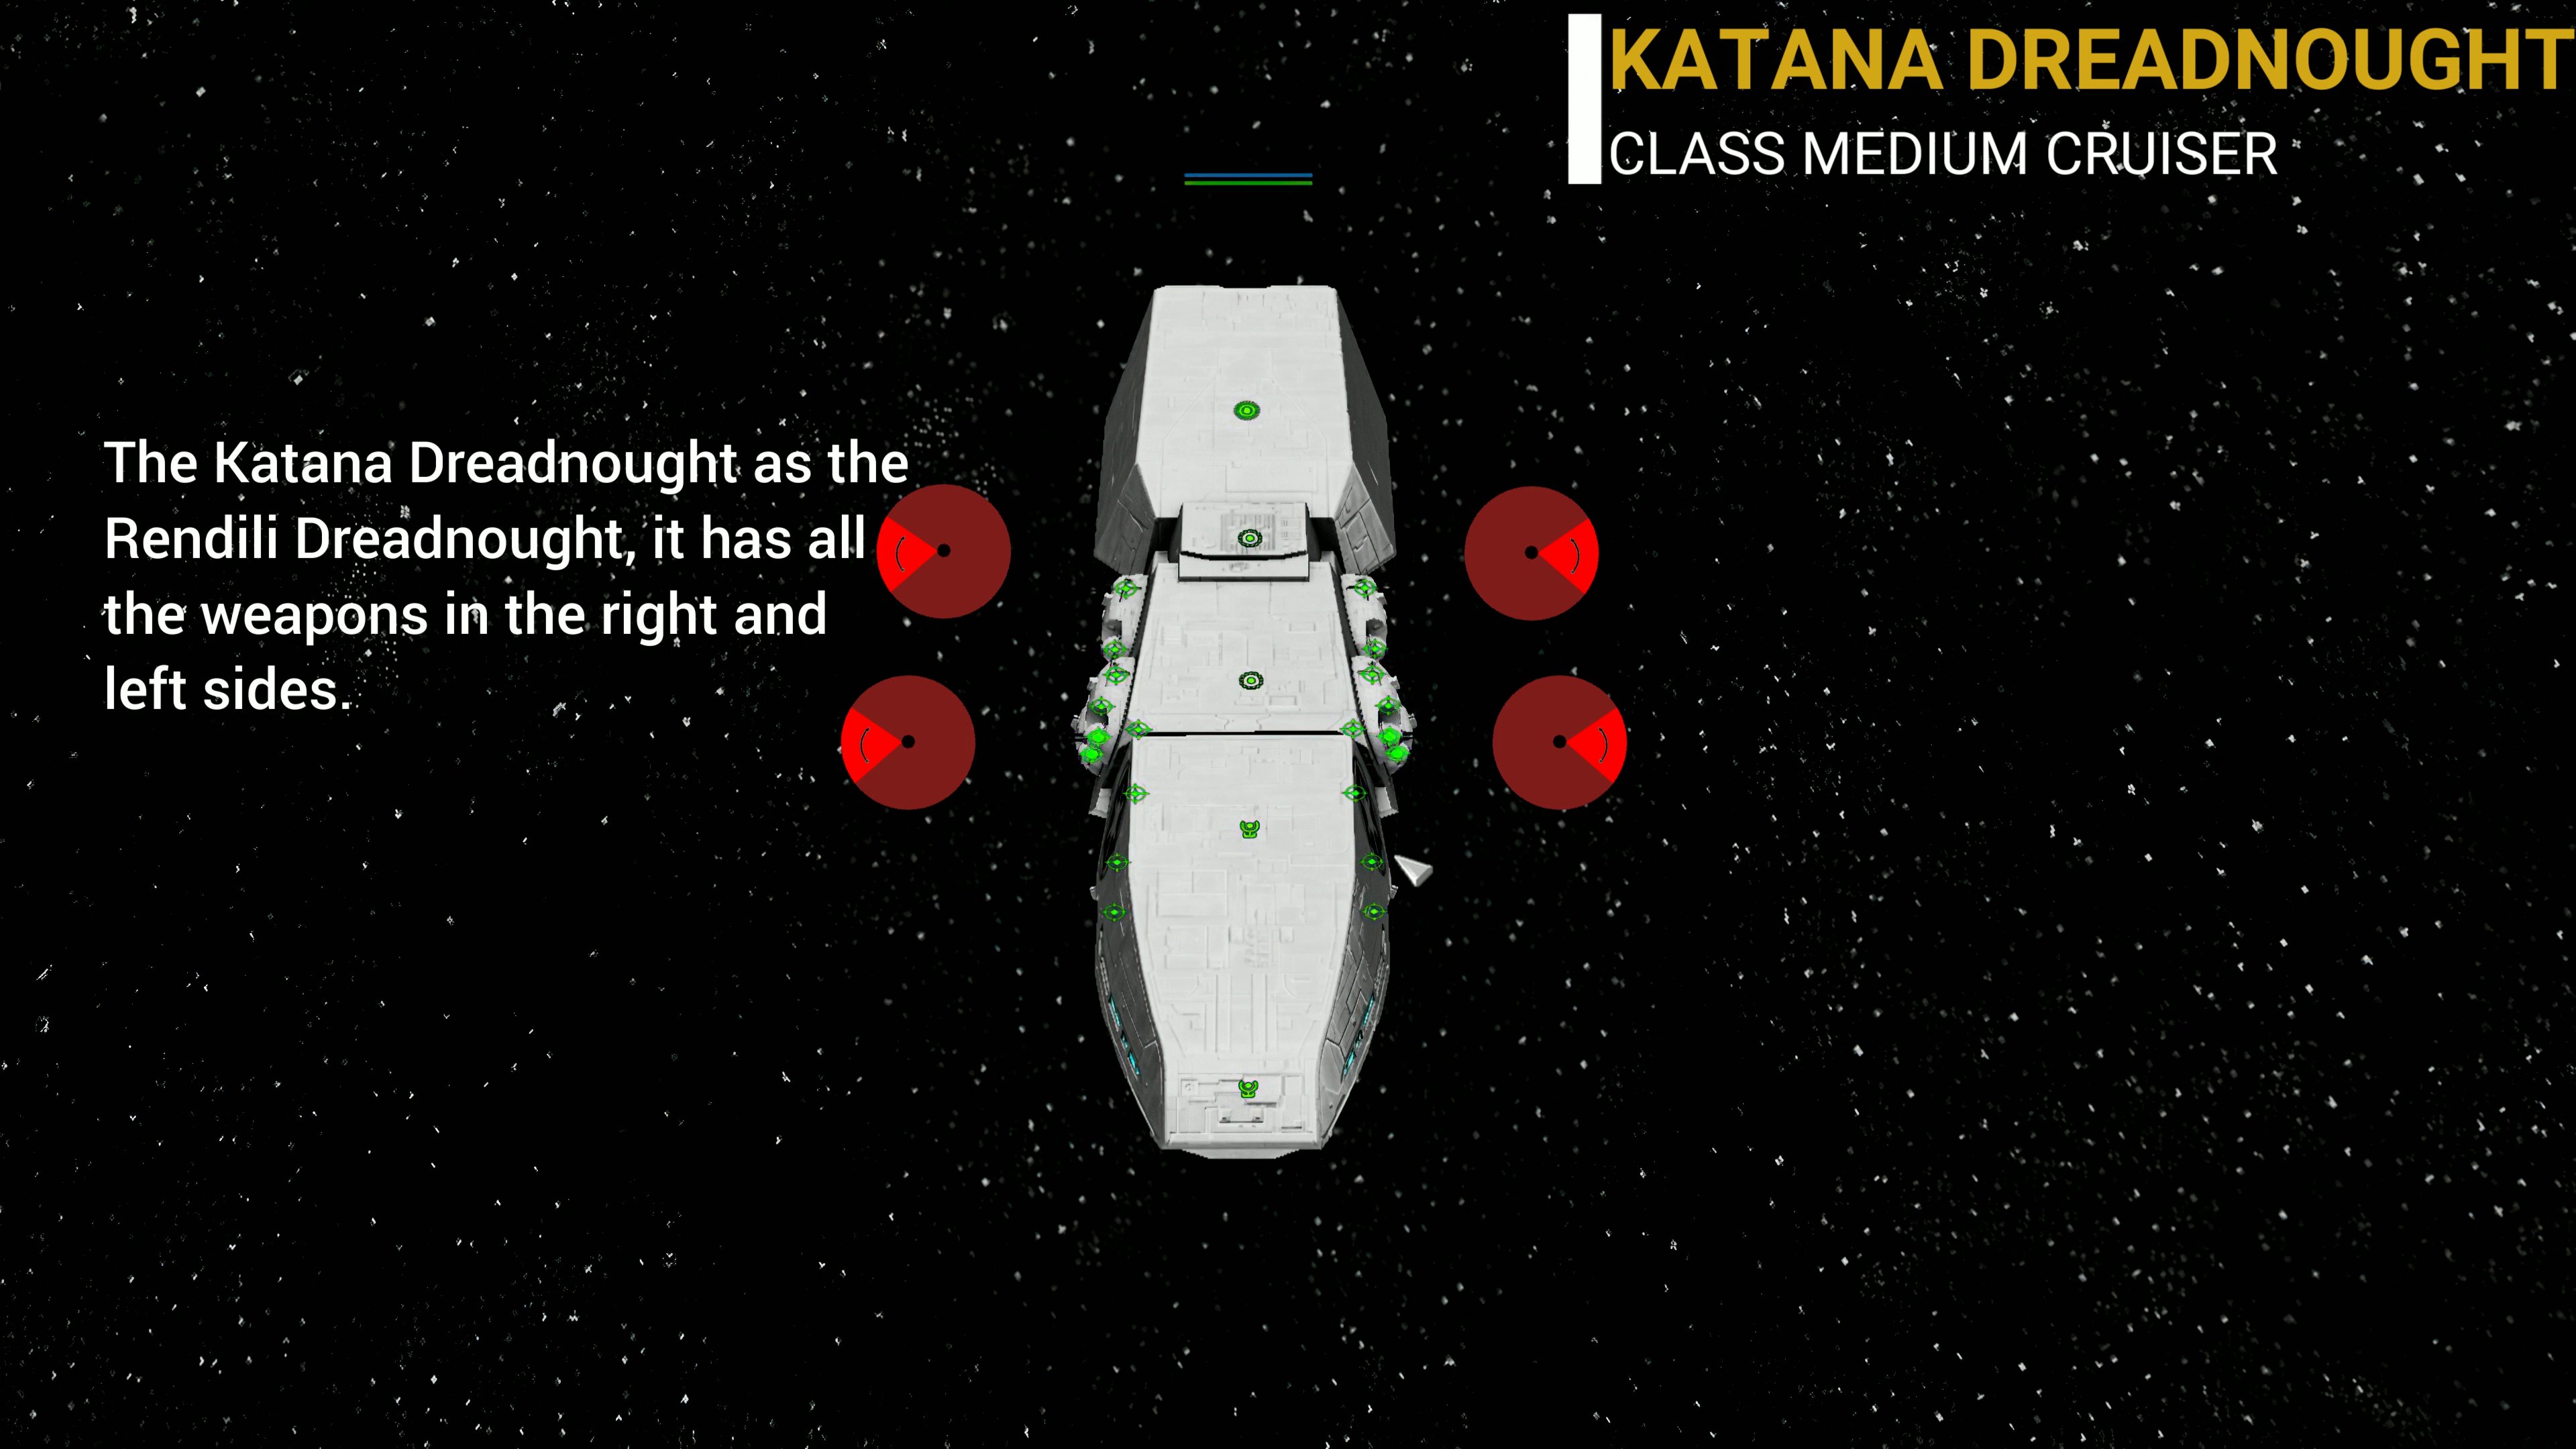 KATANA DREADNOUGHT
CLASS MEDIUM CRUISER
The Katana Dreadnought as the
Rendili Dreadnought, it has all
the weapons in the right and
left sides.